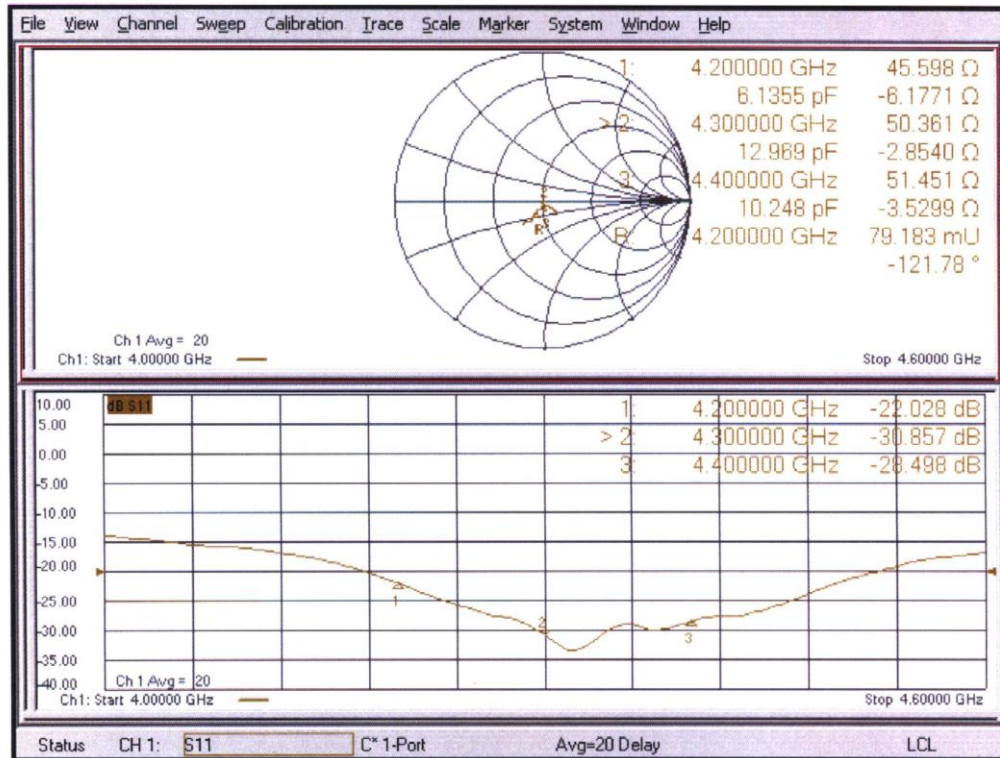 File View Channel Sweep Calibration Trace Scale Marker System Window Help
1: 4.200000 GHz 45.598 Ω
6.1355 pF -6.1771 Ω
> 2: 4.300000 GHz 50.361 Ω
12.969 pF -2.8540 Ω
3: 4.400000 GHz 51.451 Ω
10.248 pF -3.5299 Ω
R: 4.200000 GHz 79.183 mU
-121.78 °
R
Ch 1 Avg = 20
Ch1: Start 4.00000 GHz
Stop 4.60000 GHz
dB S11
1: 4.200000 GHz -22.028 dB
> 2: 4.300000 GHz -30.857 dB
3: 4.400000 GHz -28.498 dB
10.00
5.00
0.00
-5.00
-10.00
-15.00
-20.00
-25.00
-30.00
-35.00
-40.00
1
2
3
Ch 1 Avg = 20
Ch1: Start 4.00000 GHz
Stop 4.60000 GHz
Status CH 1: S11 C* 1-Port Avg=20 Delay LCL